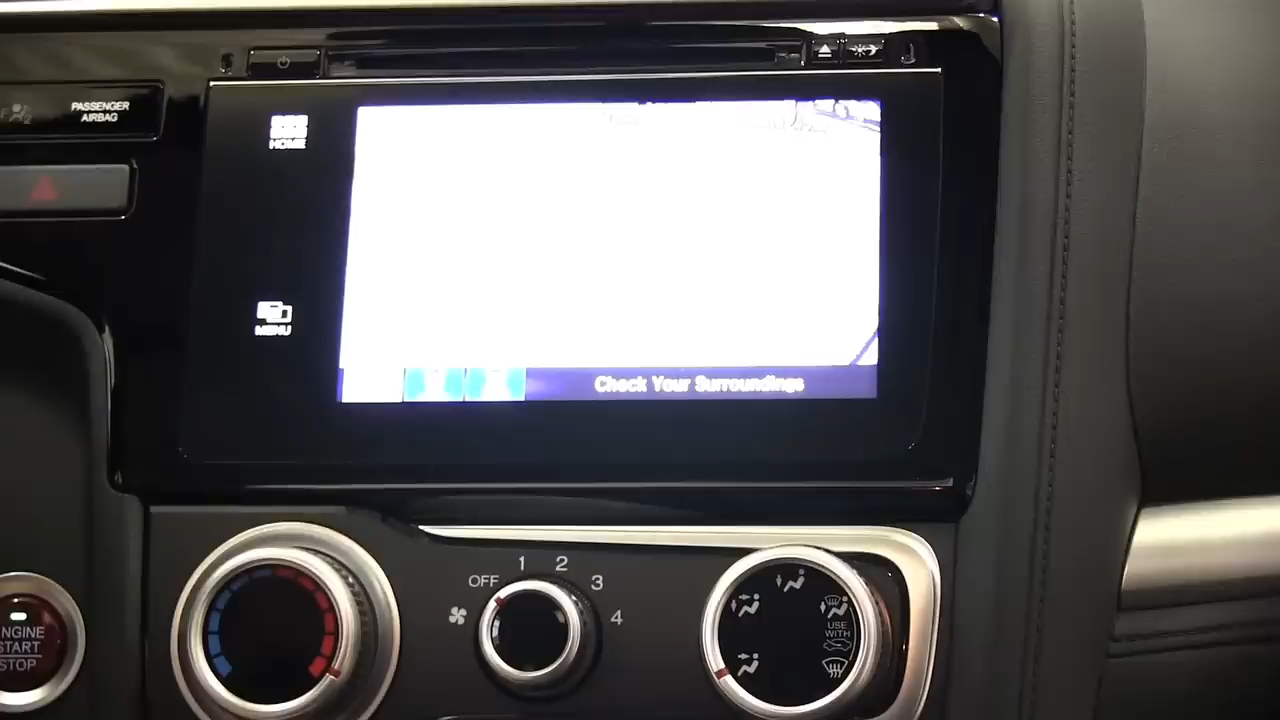 PASSENGER
AIRBAG
HOME
MENU
Check Your Surroundings
OFF
1
2
3
4
USE
WITH
ENGINE
START
STOP